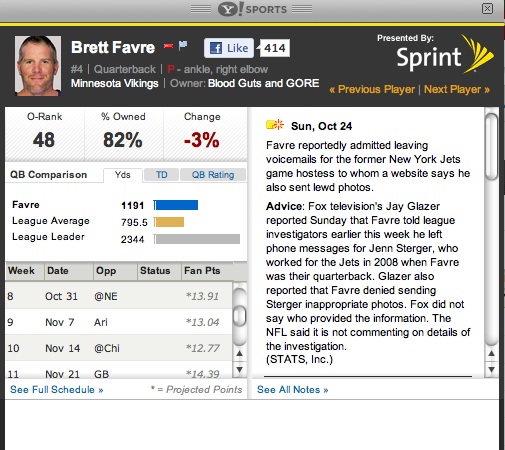 Y! SPORTS
Brett Favre
Like 414
#4 | Quarterback | P - ankle, right elbow
Minnesota Vikings | Owner: Blood Guts and GORE
Presented By:
Sprint
« Previous Player | Next Player »
O-Rank % Owned Change
48 82% -3%
QB Comparison Yds TD QB Rating
Favre 1191
League Average 795.5
League Leader 2344
Week Date Opp Status Fan Pts
8 Oct 31 @NE *13.91
9 Nov 7 Ari *13.04
10 Nov 14 @Chi *12.77
11 Nov 21 GB *14.39
See Full Schedule » * = Projected Points
Sun, Oct 24
Favre reportedly admitted leaving
voicemails for the former New York Jets
game hostess to whom a website says he
also sent lewd photos.
Advice: Fox television's Jay Glazer
reported Sunday that Favre told league
investigators earlier this week he left
phone messages for Jenn Sterger, who
worked for the Jets in 2008 when Favre
was their quarterback. Glazer also
reported that Favre denied sending
Sterger inappropriate photos. Fox did not
say who provided the information. The
NFL said it is not commenting on details of
the investigation.
(STATS, Inc.)
See All Notes »